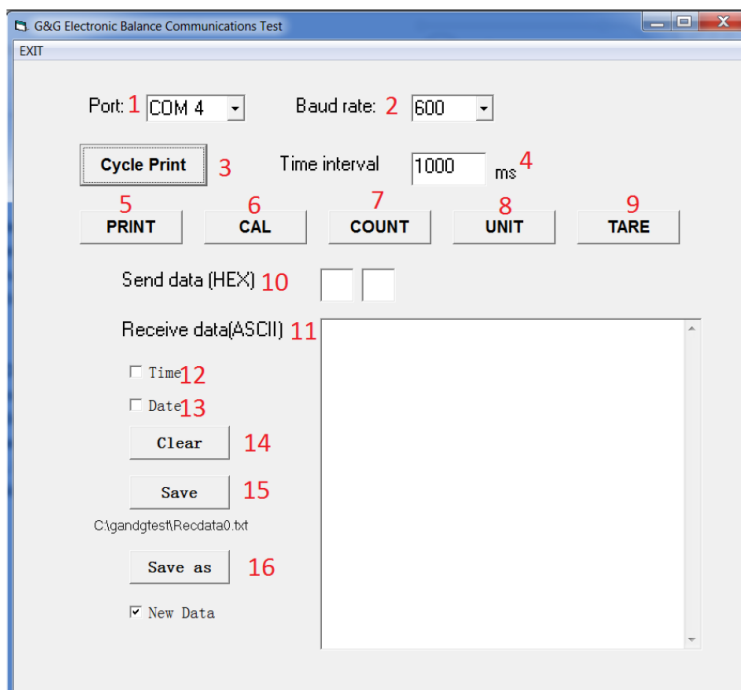 G&G Electronic Balance Communications Test
EXIT
Port: 1 COM 4 Baud rate: 2 600
Cycle Print 3 Time interval 1000 ms 4
5 6 7 8 9
PRINT CAL COUNT UNIT TARE
Send data (HEX) 10
Receive data(ASCII) 11
Time 12
Date 13
Clear 14
Save 15
C:\gandgtest\Recdata0.txt
Save as 16
New Data